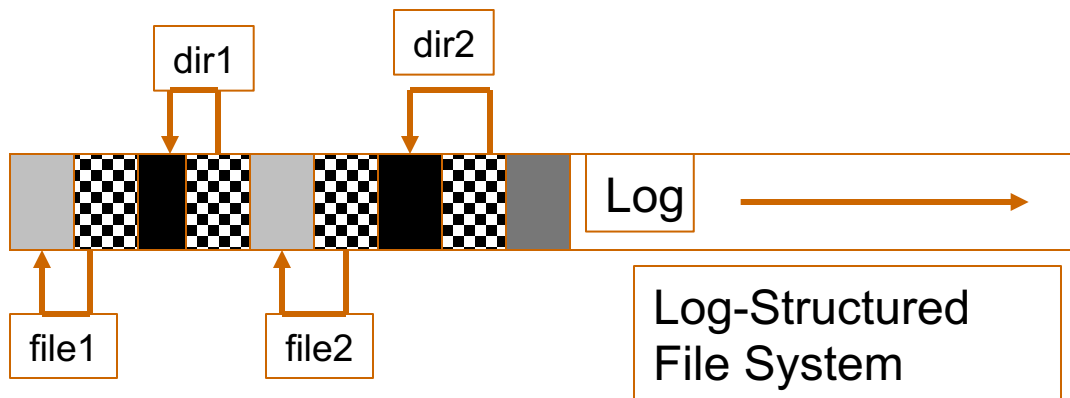 dir1
dir2
Log
file1
file2
Log-Structured
File System